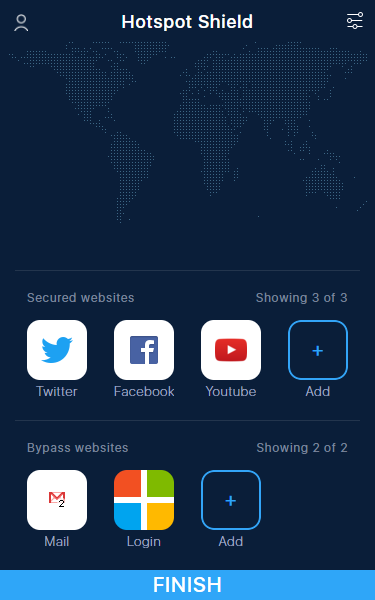 Hotspot Shield
Secured websites Showing 3 of 3
Twitter Facebook Youtube Add
Bypass websites Showing 2 of 2
2
Mail Login Add
FINISH